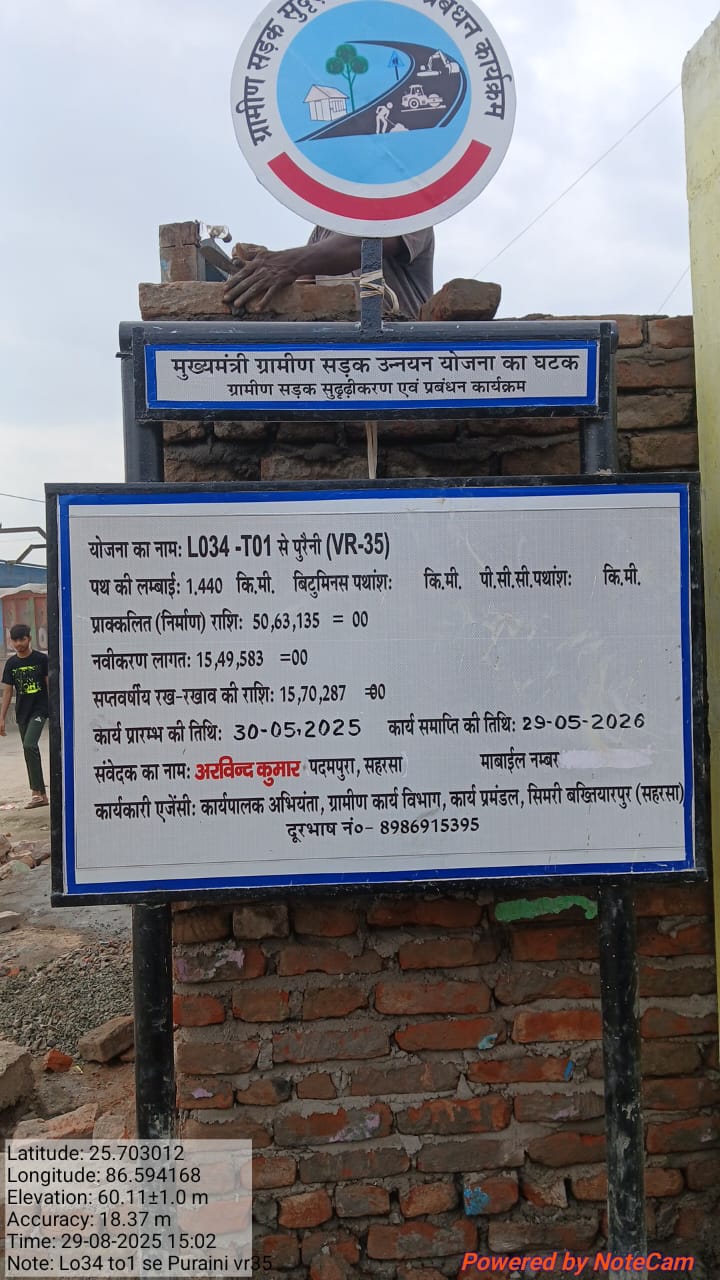 ग्रामीण सड़क प्रबंधन कार्यक्रम
मुख्यमंत्री ग्रामीण सड़क उन्नयन योजना का घटक
ग्रामीण सड़क सुदृढ़ीकरण एवं प्रबंधन कार्यक्रम
योजना का नाम: L034 -T01 से पुरैनी (VR-35)
पथ की लम्बाई: 1.440 कि.मी. बिटुमिनस पथांश: कि.मी. पी.सी.सी.पथांश: कि.मी.
प्राक्कलित (निर्माण) राशि: 50,63,135 = 00
नवीकरण लागत: 15,49,583 =00
सप्तवर्षीय रख-रखाव की राशि: 15,70,287 =00
कार्य प्रारम्भ की तिथि: 30-05.2025 कार्य समाप्ति की तिथि: 29-05-2026
संवेदक का नाम: अरविन्द कुमार पदमपुरा, सहरसा माबाईल नम्बर
कार्यकारी एजेंसी: कार्यपालक अभियंता, ग्रामीण कार्य विभाग, कार्य प्रमंडल, सिमरी बख्तियारपुर (सहरसा)
दूरभाष नं०- 8986915395
Latitude: 25.703012
Longitude: 86.594168
Elevation: 60.11±1.0 m
Accuracy: 18.37 m
Time: 29-08-2025 15:02
Note: Lo34 to1 se Puraini vr35
Powered by NoteCam